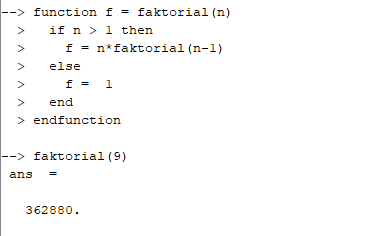 --> function f = faktorial(n)
  >   if n > 1 then
  >     f = n*faktorial(n-1)
  >   else
  >     f =  1
  >   end
  > endfunction
--> faktorial(9)
 ans  =
   362880.